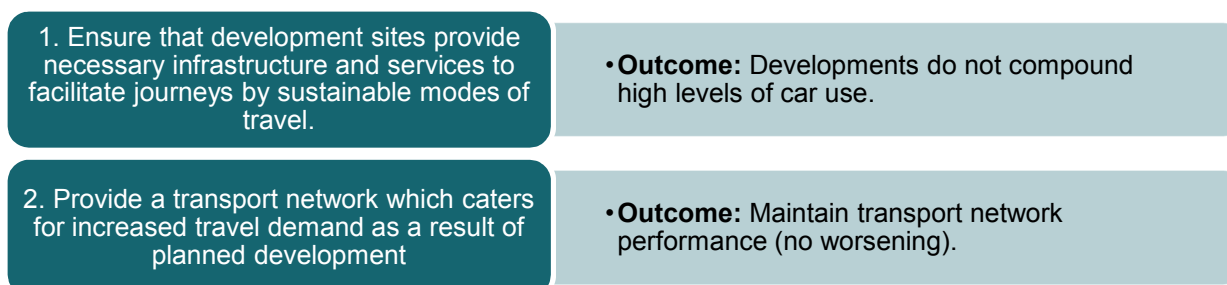 1. Ensure that development sites provide
necessary infrastructure and services to
facilitate journeys by sustainable modes of
travel.
•Outcome: Developments do not compound
high levels of car use.
2. Provide a transport network which caters
for increased travel demand as a result of
planned development
•Outcome: Maintain transport network
performance (no worsening).